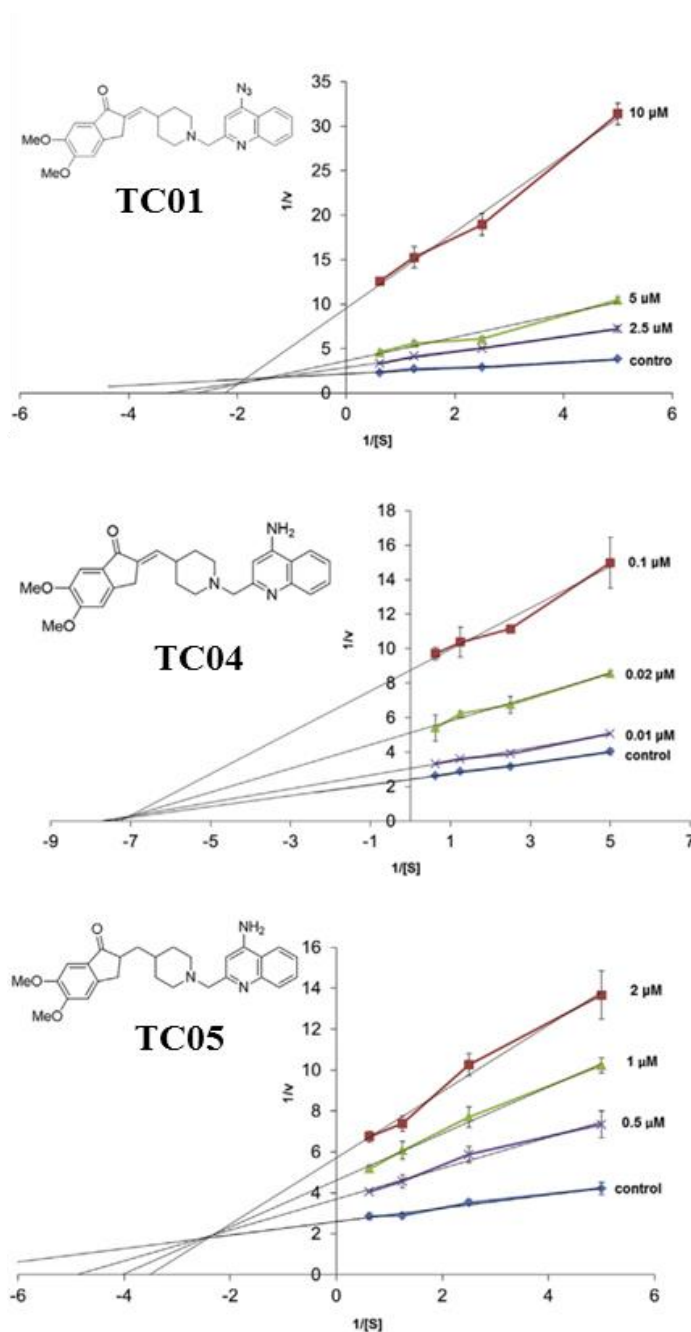 O
MeO
MeO
N
N₃
N
TC01
1/v
35
30
25
20
15
10
5
0
-6 -4 -2 0 2 4 6
1/[S]
10 µM
5 µM
2.5 µM
contro
O
MeO
MeO
N
NH₂
N
TC04
1/v
18
16
14
12
10
8
6
4
2
0
-9 -7 -5 -3 -1 1 3 5 7
1/[S]
0.1 µM
0.02 µM
0.01 µM
control
O
MeO
MeO
N
NH₂
N
TC05
1/v
16
14
12
10
8
6
4
2
0
-6 -4 -2 0 2 4 6
1/[S]
2 µM
1 µM
0.5 µM
control